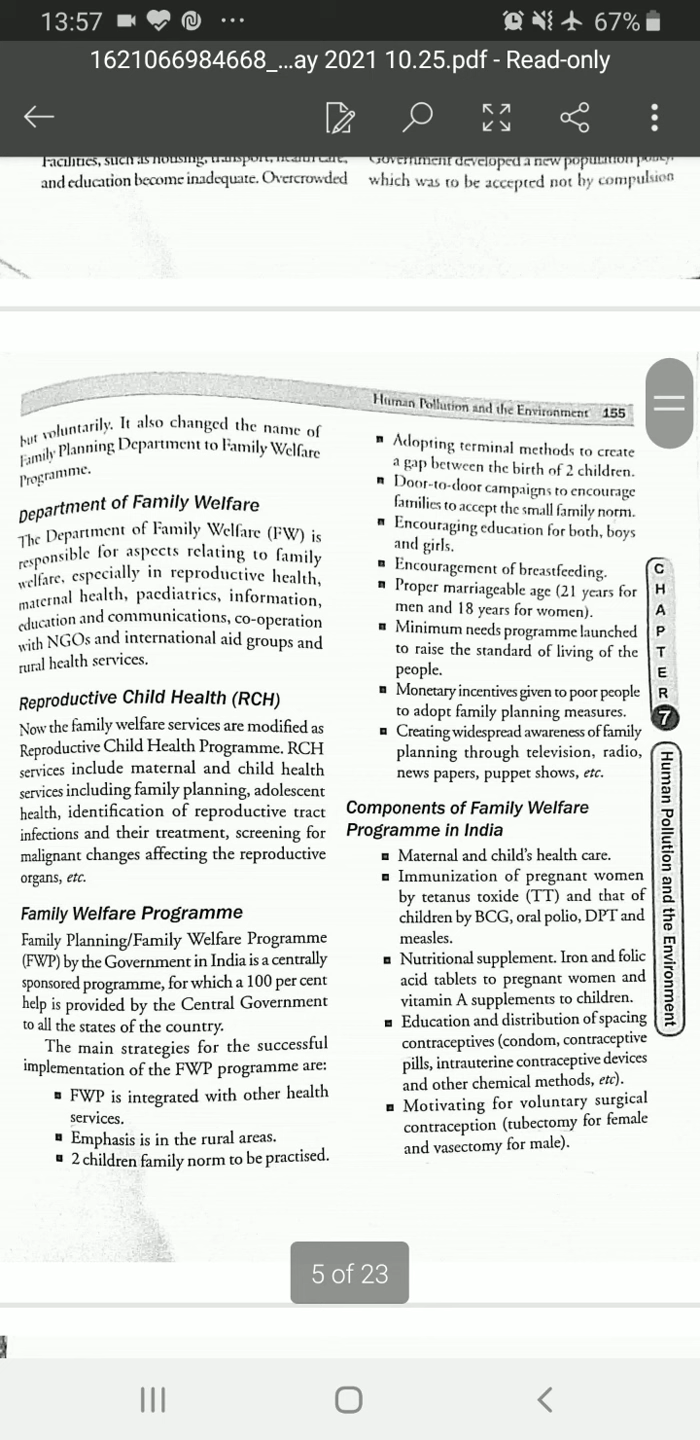 13:57
67%
1621066984668_...ay 2021 10.25.pdf - Read-only
Facilities, such as housing, transport, health care,
and education become inadequate. Overcrowded
Government developed a new population policy,
which was to be accepted not by compulsion
Human Pollution and the Environment 155
but voluntarily. It also changed the name of
Family Planning Department to Family Welfare
Programme.
Department of Family Welfare
The Department of Family Welfare (FW) is
responsible for aspects relating to family
welfare, especially in reproductive health,
maternal health, paediatrics, information,
education and communications, co-operation
with NGOs and international aid groups and
rural health services.
Reproductive Child Health (RCH)
Now the family welfare services are modified as
Reproductive Child Health Programme. RCH
services include maternal and child health
services including family planning, adolescent
health, identification of reproductive tract
infections and their treatment, screening for
malignant changes affecting the reproductive
organs, etc.
Family Welfare Programme
Family Planning/Family Welfare Programme
(FWP) by the Government in India is a centrally
sponsored programme, for which a 100 per cent
help is provided by the Central Government
to all the states of the country.
The main strategies for the successful
implementation of the FWP programme are:
▪ FWP is integrated with other health
services.
▪ Emphasis is in the rural areas.
▪ 2 children family norm to be practised.
▪ Adopting terminal methods to create
a gap between the birth of 2 children.
▪ Door-to-door campaigns to encourage
families to accept the small family norm.
▪ Encouraging education for both, boys
and girls.
▪ Encouragement of breastfeeding.
▪ Proper marriageable age (21 years for
men and 18 years for women).
▪ Minimum needs programme launched
to raise the standard of living of the
people.
▪ Monetary incentives given to poor people
to adopt family planning measures.
▪ Creating widespread awareness of family
planning through television, radio,
news papers, puppet shows, etc.
Components of Family Welfare
Programme in India
▪ Maternal and child's health care.
▪ Immunization of pregnant women
by tetanus toxide (TT) and that of
children by BCG, oral polio, DPT and
measles.
▪ Nutritional supplement. Iron and folic
acid tablets to pregnant women and
vitamin A supplements to children.
▪ Education and distribution of spacing
contraceptives (condom, contraceptive
pills, intrauterine contraceptive devices
and other chemical methods, etc).
▪ Motivating for voluntary surgical
contraception (tubectomy for female
and vasectomy for male).
CHAPTER 7
Human Pollution and the Environment
5 of 23